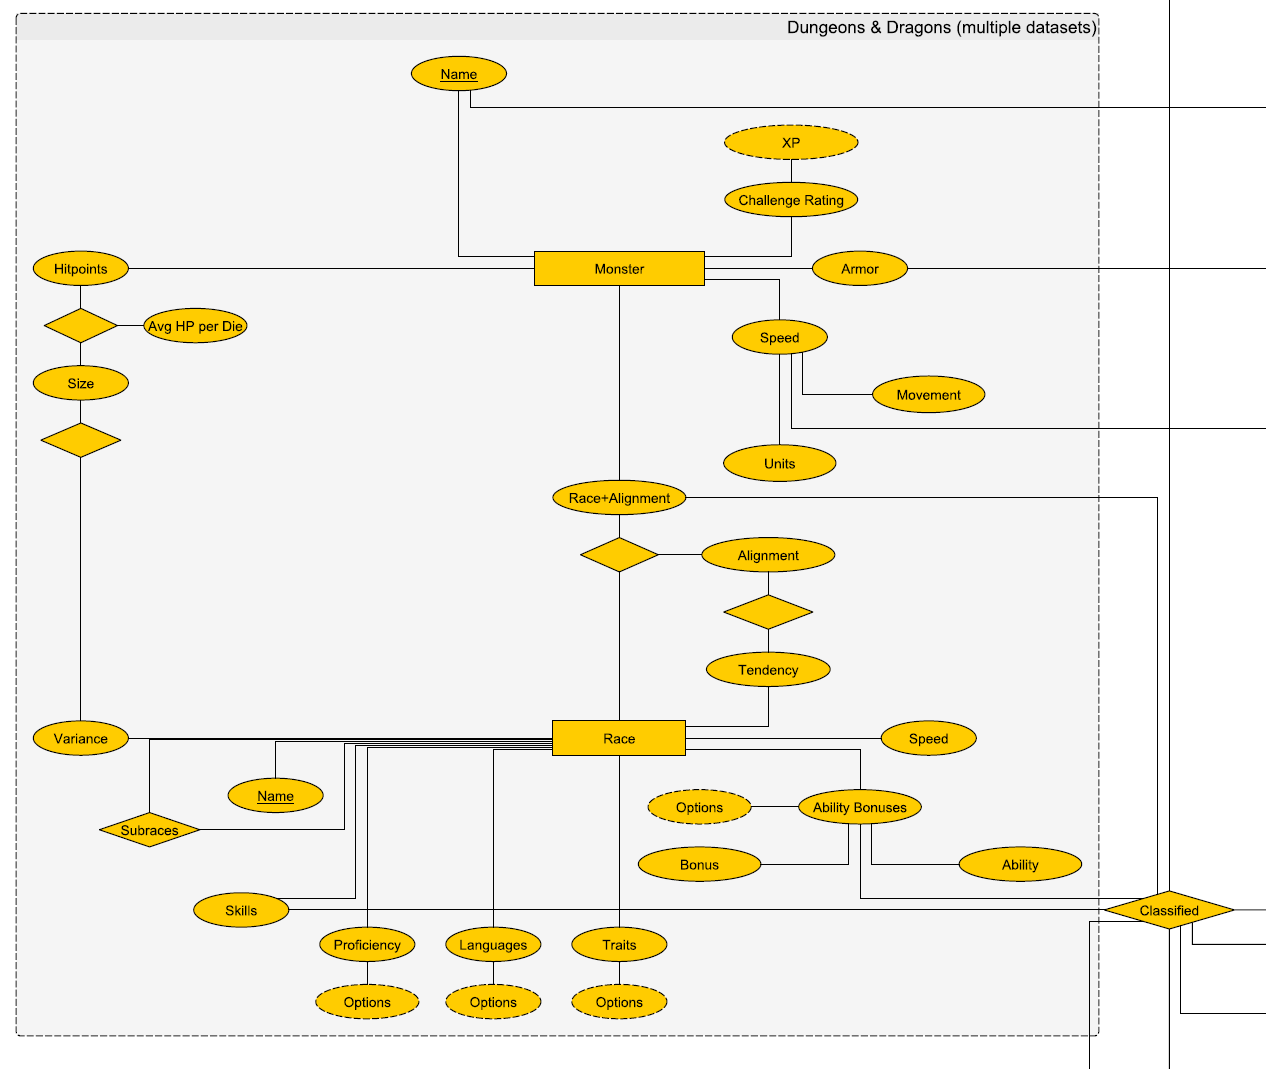 Dungeons & Dragons (multiple datasets)
Name
XP
Challenge Rating
Hitpoints
Monster
Armor
Avg HP per Die
Speed
Size
Movement
Units
Race+Alignment
Alignment
Tendency
Variance
Race
Speed
Name
Options
Ability Bonuses
Subraces
Bonus
Ability
Skills
Classified
Proficiency
Languages
Traits
Options
Options
Options